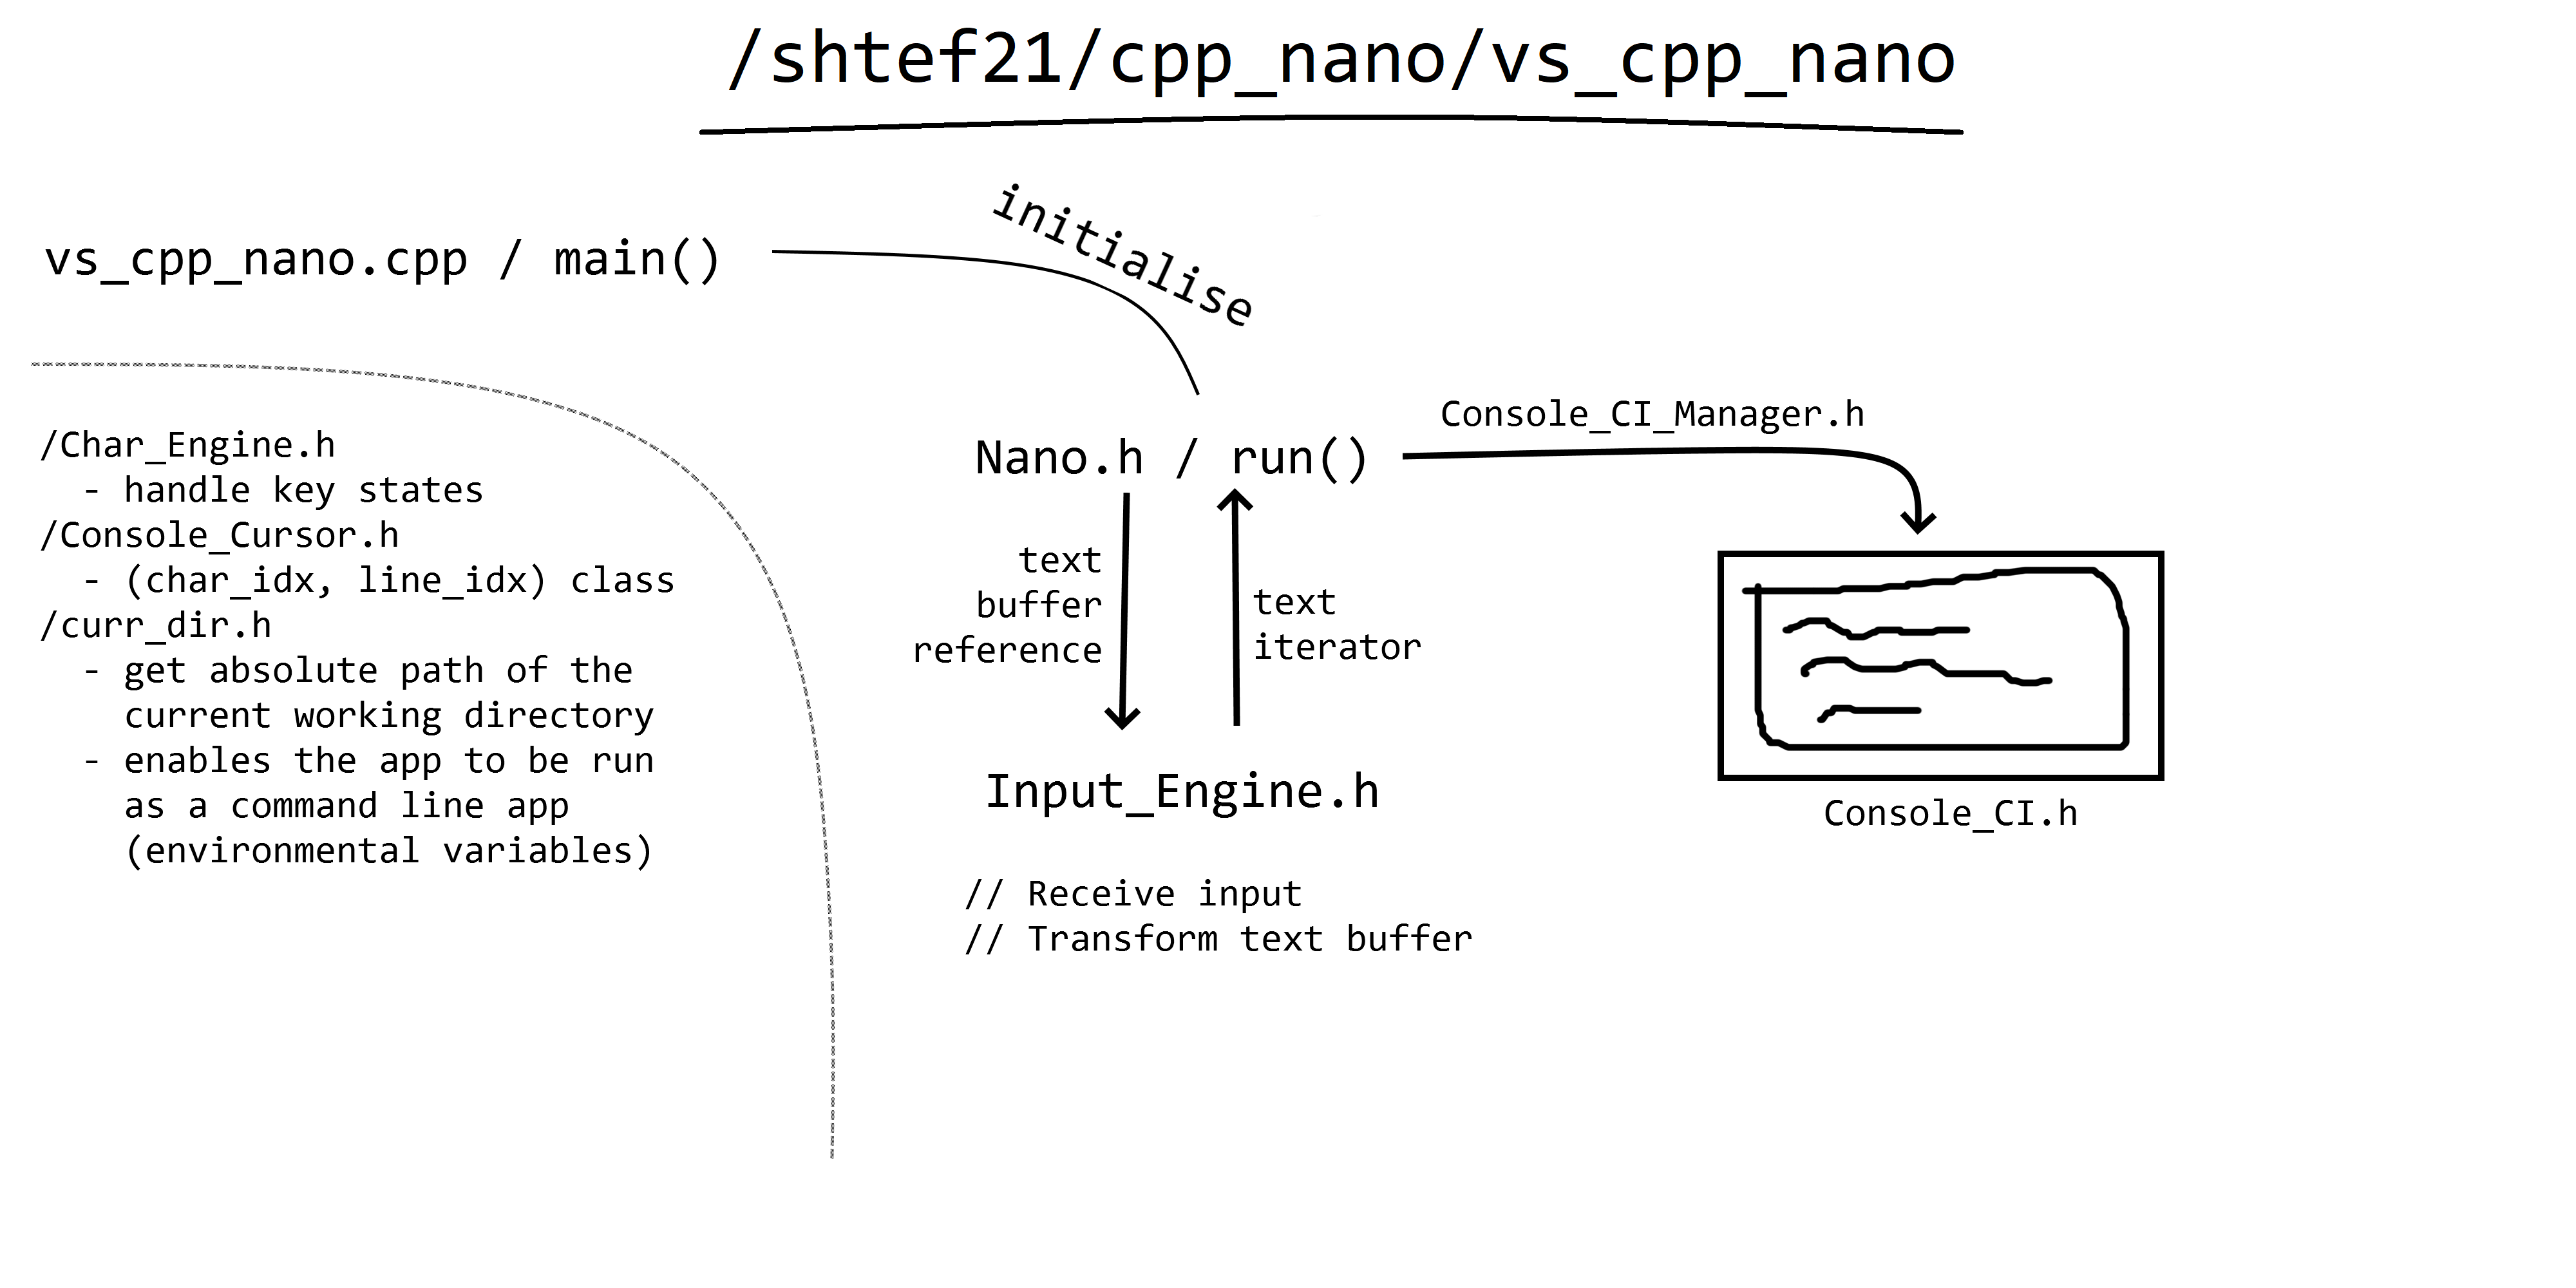 /shtef21/cpp_nano/vs_cpp_nano
initialise
vs_cpp_nano.cpp / main()
/Char_Engine.h
- handle key states
/Console_Cursor.h
- (char_idx, line_idx) class
/curr_dir.h
- get absolute path of the
current working directory
- enables the app to be run
as a command line app
(environmental variables)
Console_CI_Manager.h
Nano.h / run()
text
buffer
reference
text
iterator
Input_Engine.h
// Receive input
// Transform text buffer
Console_CI.h